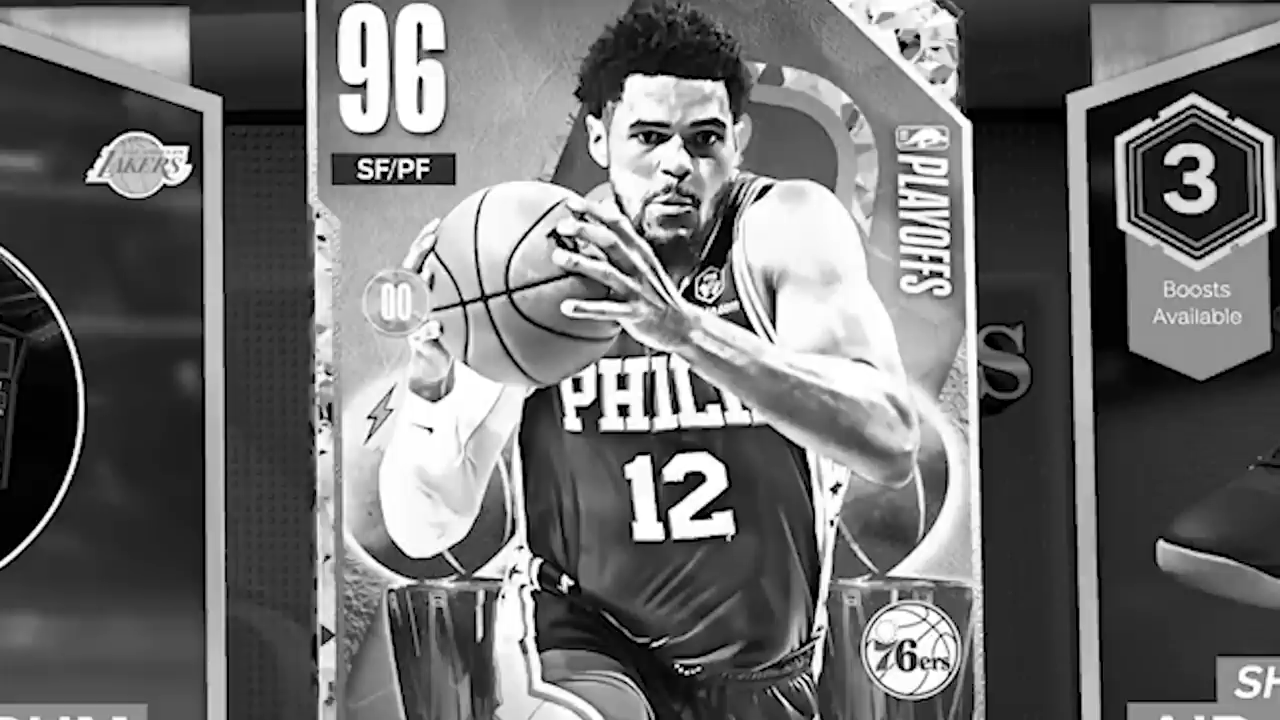 LAKERS
96
SF/PF
PLAYOFFS
00
PHIL
12
76ers
S
3
Boosts
Available
SH